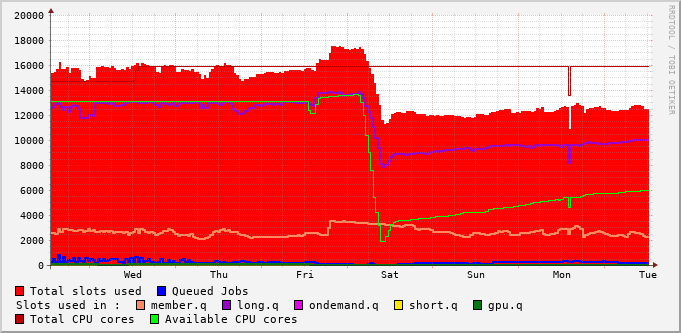 20000
18000
16000
14000
12000
10000
8000
6000
4000
2000
0
Wed Thu Fri Sat Sun Mon Tue
RRDTOOL / TOBI OETIKER
Total slots used Queued Jobs
Slots used in : member.q long.q ondemand.q short.q gpu.q
Total CPU cores Available CPU cores